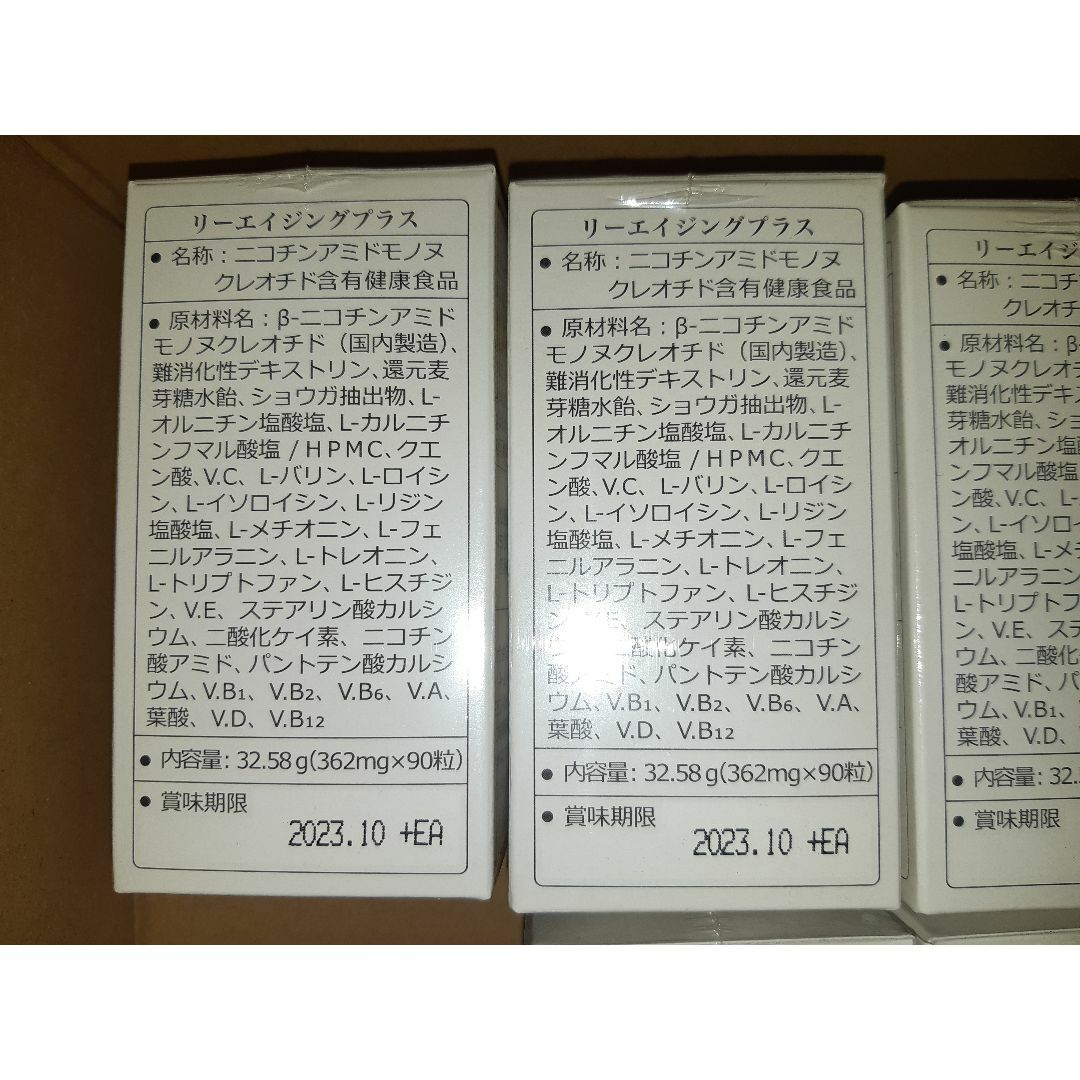 リーエイジングプラス
● 名称：ニコチンアミドモノヌ
クレオチド含有健康食品
● 原材料名：β-ニコチンアミド
モノヌクレオチド（国内製造）、
難消化性デキストリン、還元麦
芽糖水飴、ショウガ抽出物、L-
オルニチン塩酸塩、L-カルニチ
ンフマル酸塩 / HPMC、クエ
ン酸、V.C、L-バリン、L-ロイシ
ン、L-イソロイシン、L-リジン
塩酸塩、L-メチオニン、L-フェ
ニルアラニン、L-トレオニン、
L-トリプトファン、L-ヒスチジ
ン、V.E、ステアリン酸カルシ
ウム、二酸化ケイ素、ニコチン
酸アミド、パントテン酸カルシ
ウム、V.B₁、V.B₂、V.B₆、V.A、
葉酸、V.D、V.B₁₂
● 内容量：32.58g(362mg×90粒)
● 賞味期限
2023.10 +EA
リーエイジングプラス
● 名称：ニコチンアミドモノヌ
クレオチド含有健康食品
● 原材料名：β-ニコチンアミド
モノヌクレオチド（国内製造）、
難消化性デキストリン、還元麦
芽糖水飴、ショウガ抽出物、L-
オルニチン塩酸塩、L-カルニチ
ンフマル酸塩 / HPMC、クエ
ン酸、V.C、L-バリン、L-ロイシ
ン、L-イソロイシン、L-リジン
塩酸塩、L-メチオニン、L-フェ
ニルアラニン、L-トレオニン、
L-トリプトファン、L-ヒスチジ
ン、V.E、ステアリン酸カルシ
二酸化ケイ素、ニコチン
酸アミド、パントテン酸カルシ
ウム、V.B₁、V.B₂、V.B₆、V.A、
葉酸、V.D、V.B₁₂
● 内容量：32.58g(362mg×90粒)
● 賞味期限
2023.10 +EA
リーエイジ
● 名称：ニコチ
クレオチ
● 原材料名：β-
モノヌクレオチ
難消化性デキス
芽糖水飴、ショ
オルニチン塩
ンフマル酸塩
ン酸、V.C、L-
ン、L-イソロイ
塩酸塩、L-メチ
ニルアラニン
L-トリプトフ
ン、V.E、ステ
ウム、二酸化
酸アミド、パ
ウム、V.B₁、
葉酸、V.D、
● 内容量：32.
● 賞味期限